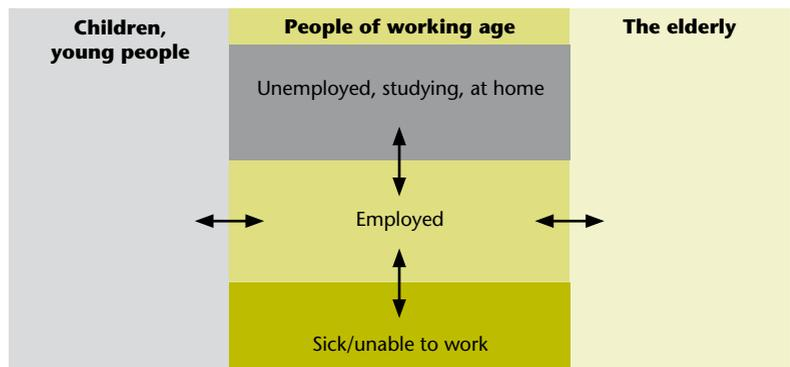 Children,
young people
People of working age
The elderly
Unemployed, studying, at home
Employed
Sick/unable to work